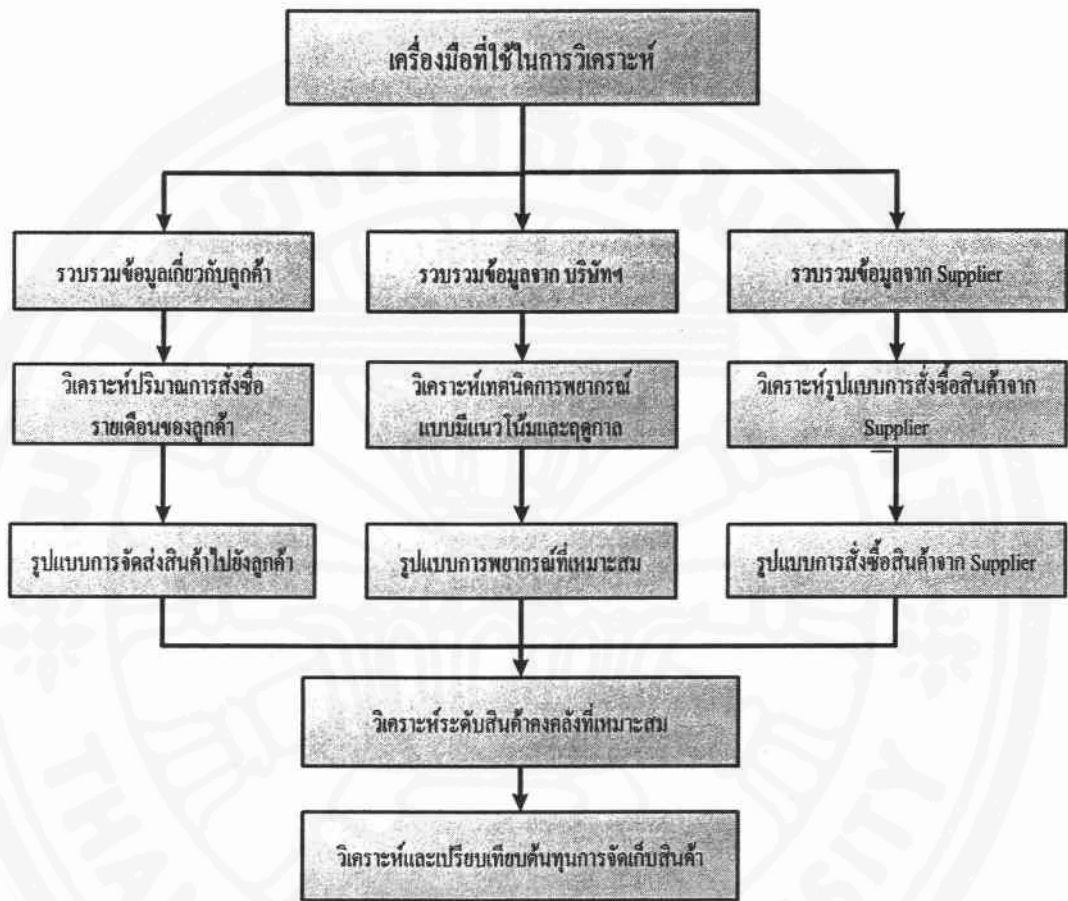 เครื่องมือที่ใช้ในการวิเคราะห์
รวบรวมข้อมูลเกี่ยวกับลูกค้า
รวบรวมข้อมูลจาก บริษัทฯ
รวบรวมข้อมูลจาก Supplier
วิเคราะห์ปริมาณการสั่งซื้อ
รายเดือนของลูกค้า
วิเคราะห์เทคนิคการพยากรณ์
แบบมีแนวโน้มและฤดูกาล
วิเคราะห์รูปแบบการสั่งซื้อสินค้าจาก
Supplier
รูปแบบการจัดส่งสินค้าไปยังลูกค้า
รูปแบบการพยากรณ์ที่เหมาะสม
รูปแบบการสั่งซื้อสินค้าจาก Supplier
วิเคราะห์ระดับสินค้าคงคลังที่เหมาะสม
วิเคราะห์และเปรียบเทียบต้นทุนการจัดเก็บสินค้า